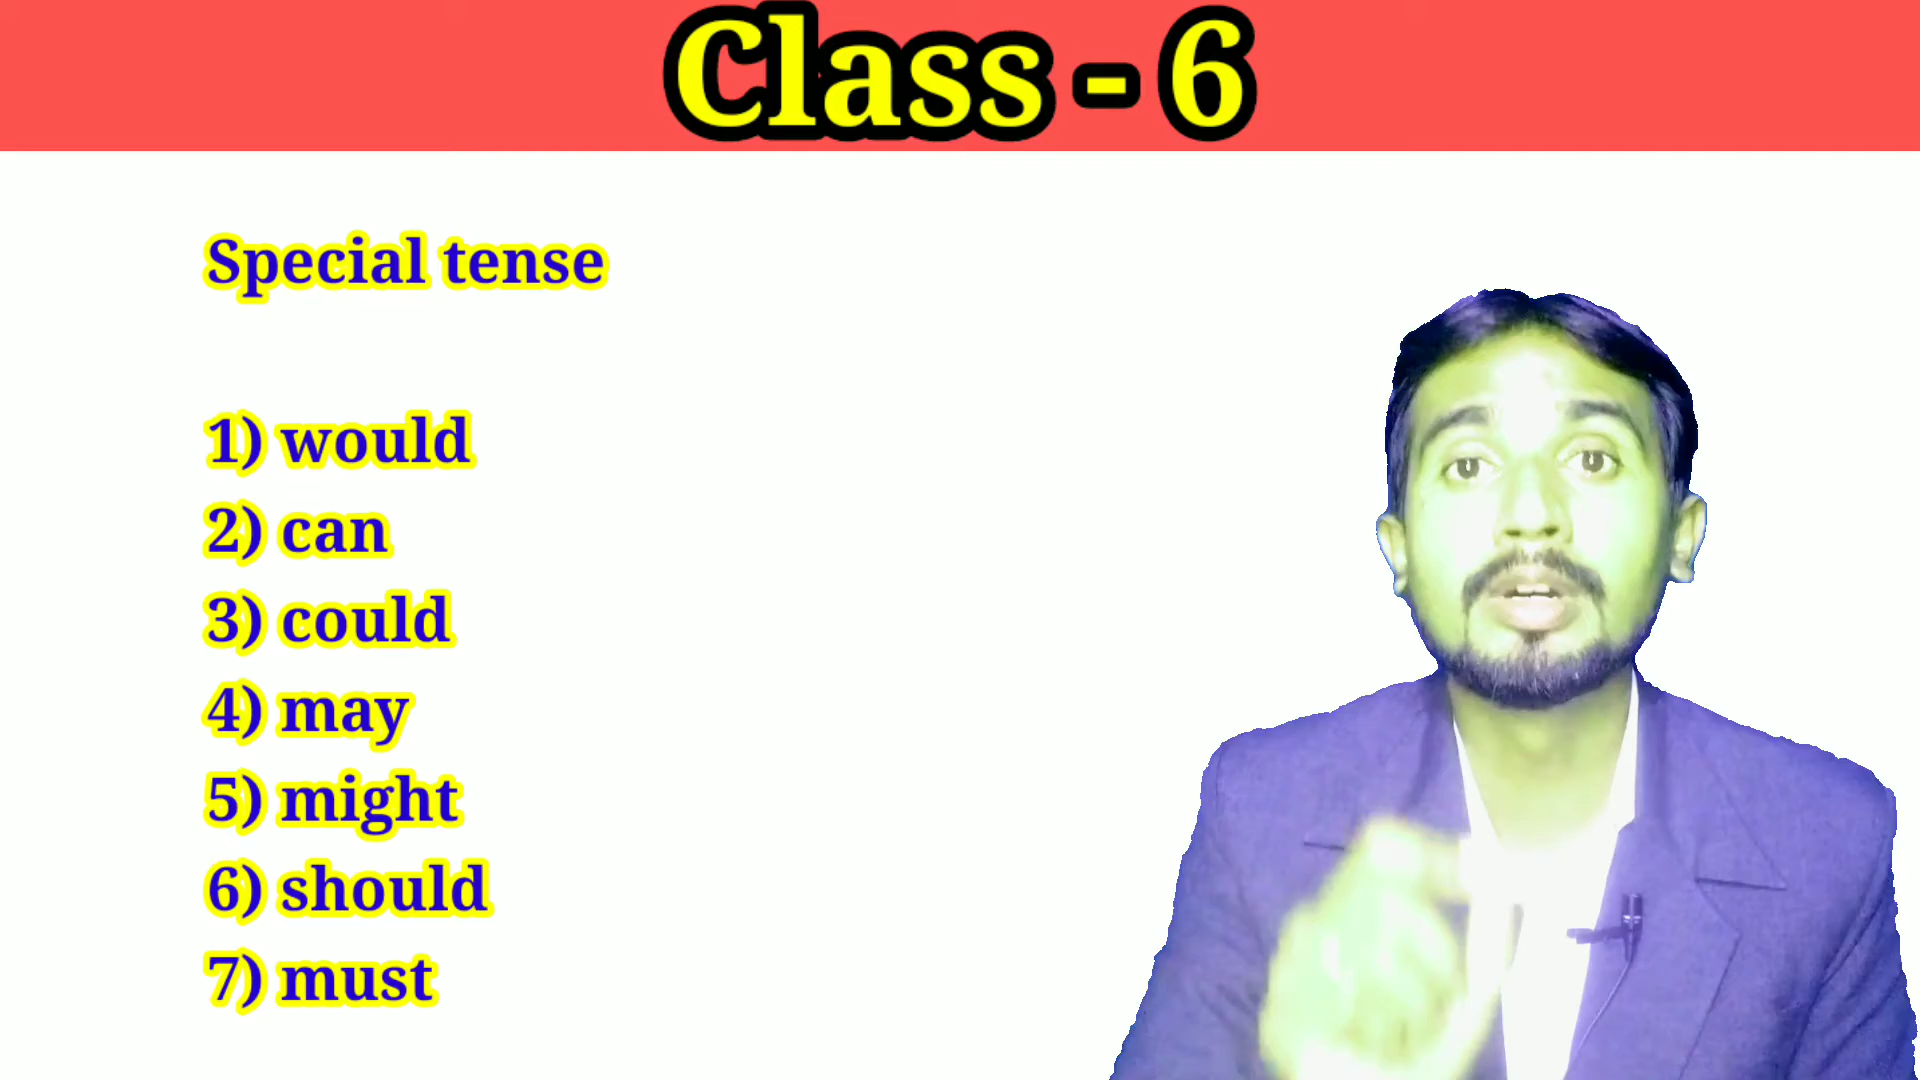 Class - 6
Special tense
1) would
2) can
3) could
4) may
5) might
6) should
7) must